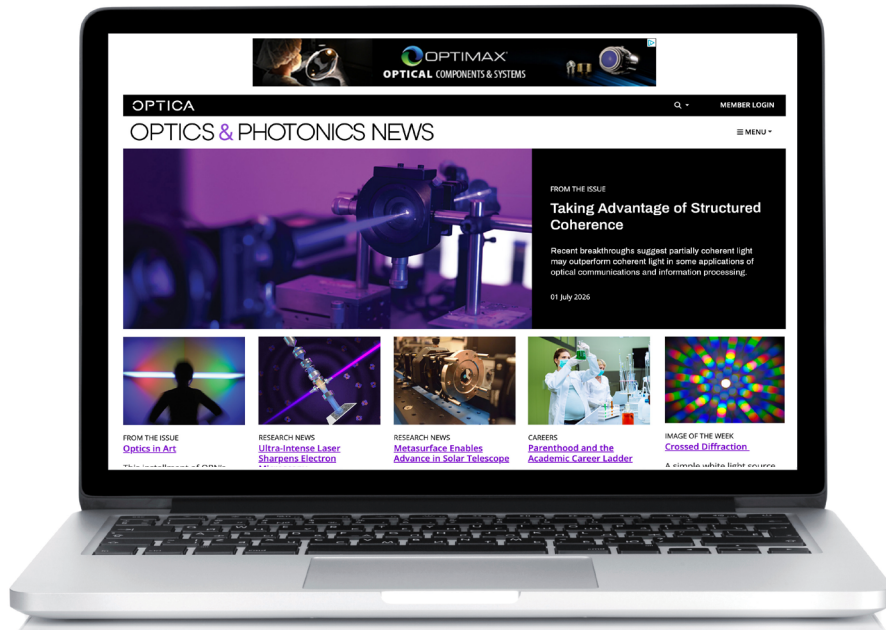 OPTIMAX
OPTICAL COMPONENTS & SYSTEMS
OPTICA
MEMBER LOGIN
OPTICS & PHOTONICS NEWS
MENU
FROM THE ISSUE
Taking Advantage of Structured
Coherence
Recent breakthroughs suggest partially coherent light
may outperform coherent light in some applications of
optical communications and information processing.
01 July 2026
FROM THE ISSUE
Optics in Art
This installment of OPN's
RESEARCH NEWS
Ultra-Intense Laser
Sharpens Electron
RESEARCH NEWS
Metasurface Enables
Advance in Solar Telescope
CAREERS
Parenthood and the
Academic Career Ladder
IMAGE OF THE WEEK
Crossed Diffraction
A simple white light source